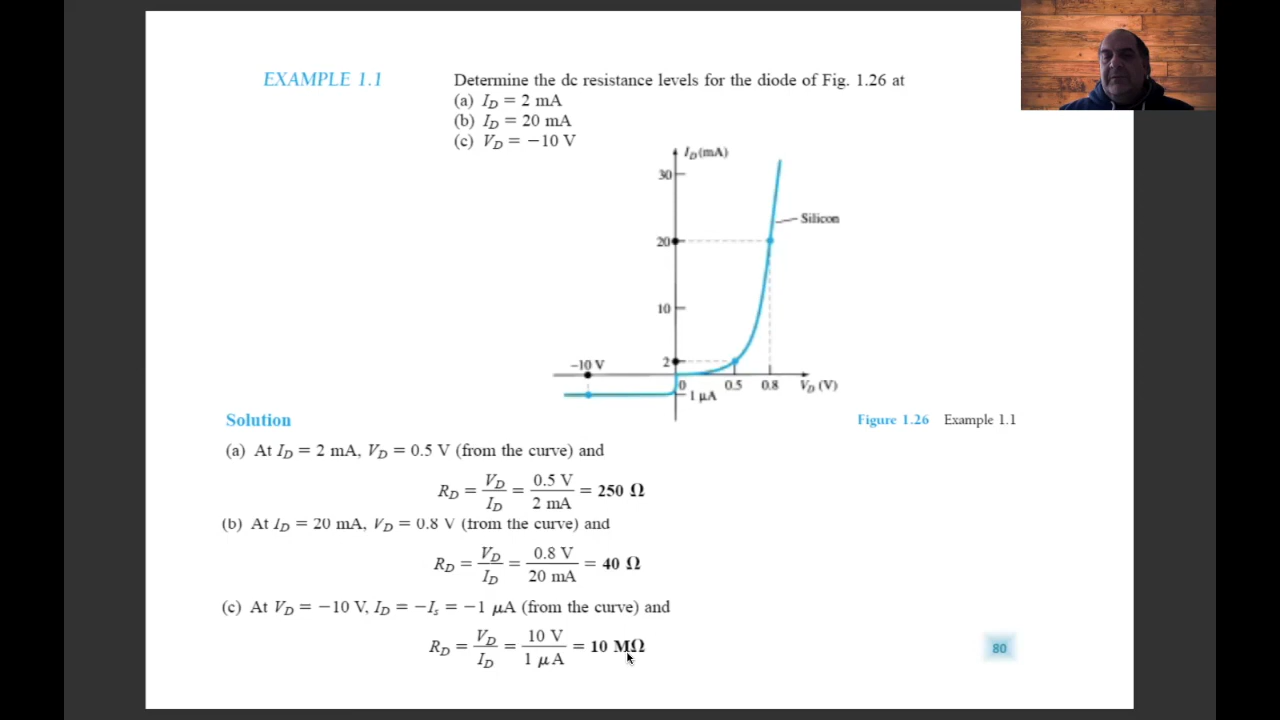 EXAMPLE 1.1
Determine the dc resistance levels for the diode of Fig. 1.26 at
(a) I_D = 2 mA
(b) I_D = 20 mA
(c) V_D = −10 V
I_D (mA)
30
Silicon
20
10
−10 V
2
0
0.5
0.8
V_D (V)
1 μA
Solution
Figure 1.26 Example 1.1
(a) At I_D = 2 mA, V_D = 0.5 V (from the curve) and
R_D = V_D / I_D = 0.5 V / 2 mA = 250 Ω
(b) At I_D = 20 mA, V_D = 0.8 V (from the curve) and
R_D = V_D / I_D = 0.8 V / 20 mA = 40 Ω
(c) At V_D = −10 V, I_D = −I_s = −1 μA (from the curve) and
R_D = V_D / I_D = 10 V / 1 μA = 10 MΩ
80